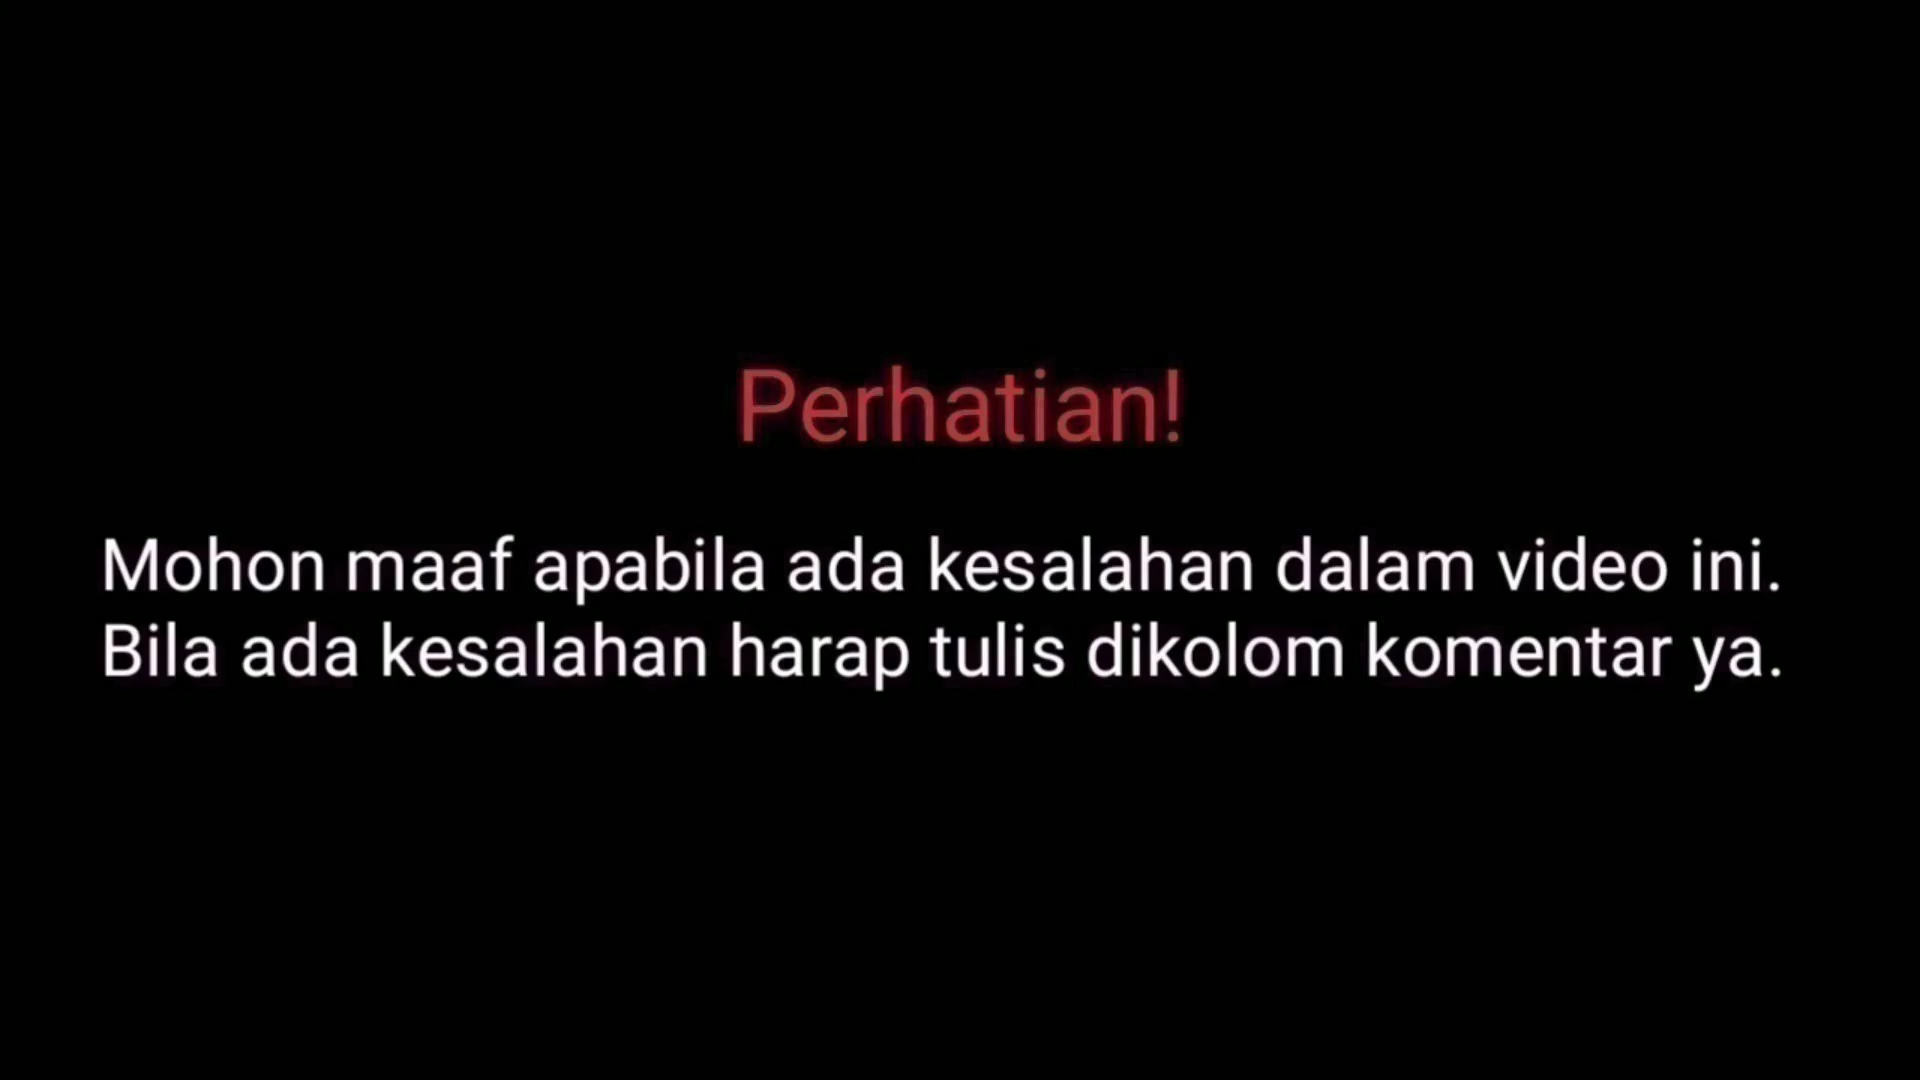 Perhatian!
Mohon maaf apabila ada kesalahan dalam video ini.
Bila ada kesalahan harap tulis dikolom komentar ya.